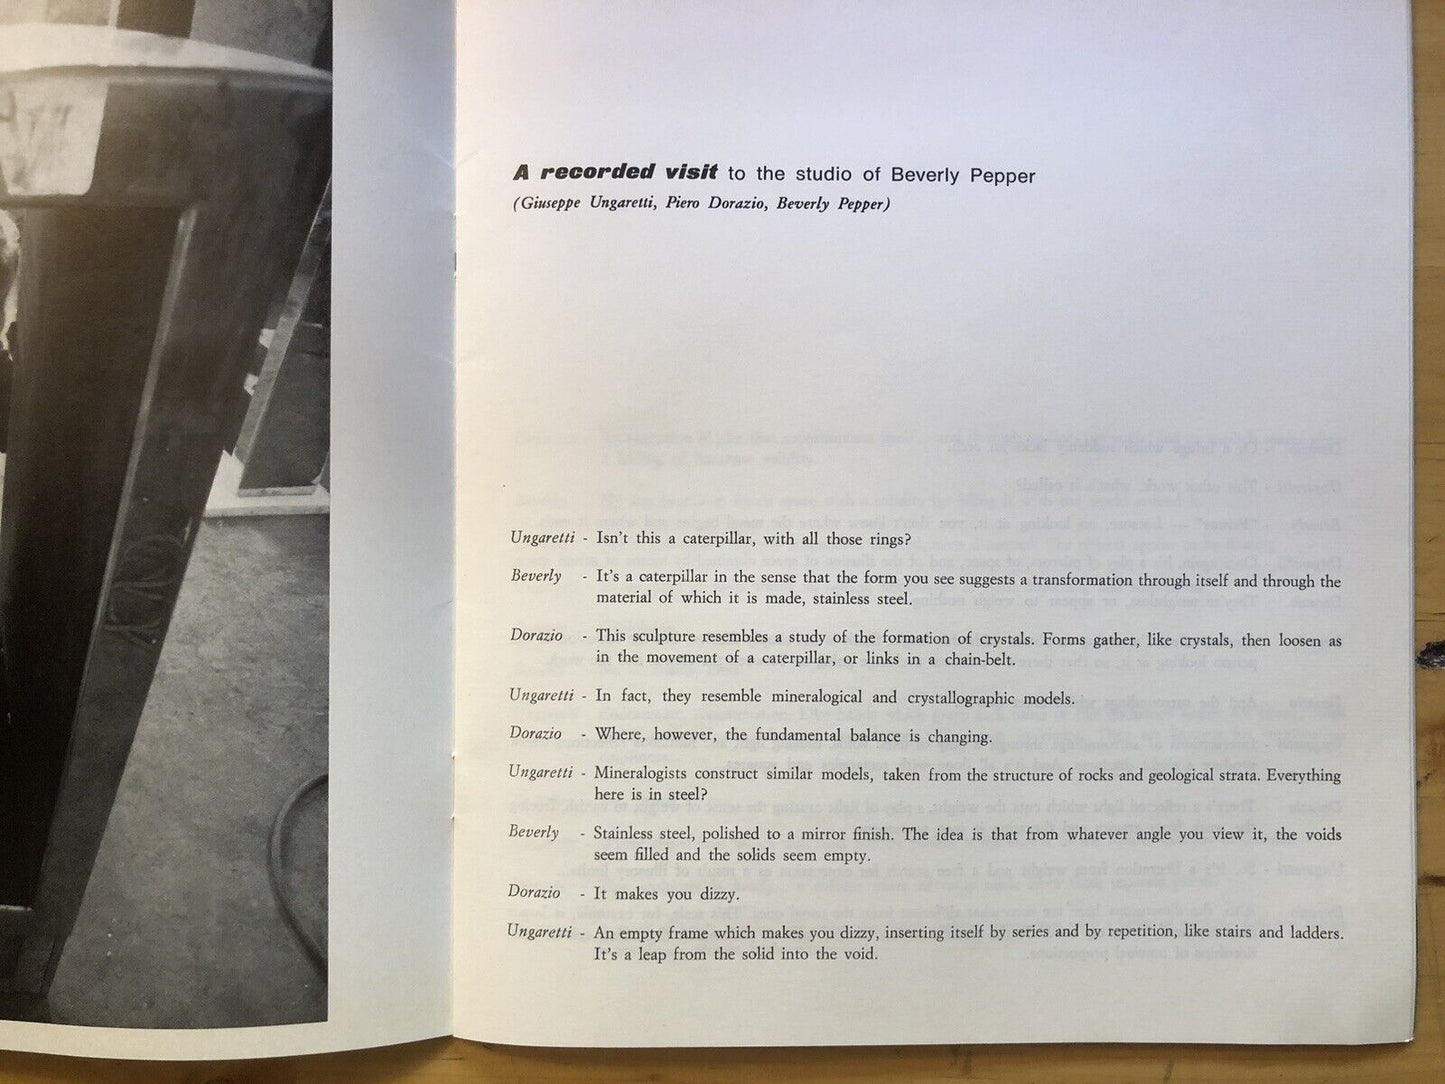 A recorded visit to the studio of Beverly Pepper
(Giuseppe Ungaretti, Piero Dorazio, Beverly Pepper)
Ungaretti - Isn't this a caterpillar, with all those rings?
Beverly - It's a caterpillar in the sense that the form you see suggests a transformation through itself and through the
material of which it is made, stainless steel.
Dorazio - This sculpture resembles a study of the formation of crystals. Forms gather, like crystals, then loosen as
in the movement of a caterpillar, or links in a chain-belt.
Ungaretti - In fact, they resemble mineralogical and crystallographic models.
Dorazio - Where, however, the fundamental balance is changing.
Ungaretti - Mineralogists construct similar models, taken from the structure of rocks and geological strata. Everything
here is in steel?
Beverly - Stainless steel, polished to a mirror finish. The idea is that from whatever angle you view it, the voids
seem filled and the solids seem empty.
Dorazio - It makes you dizzy.
Ungaretti - An empty frame which makes you dizzy, inserting itself by series and by repetition, like stairs and ladders.
It's a leap from the solid into the void.